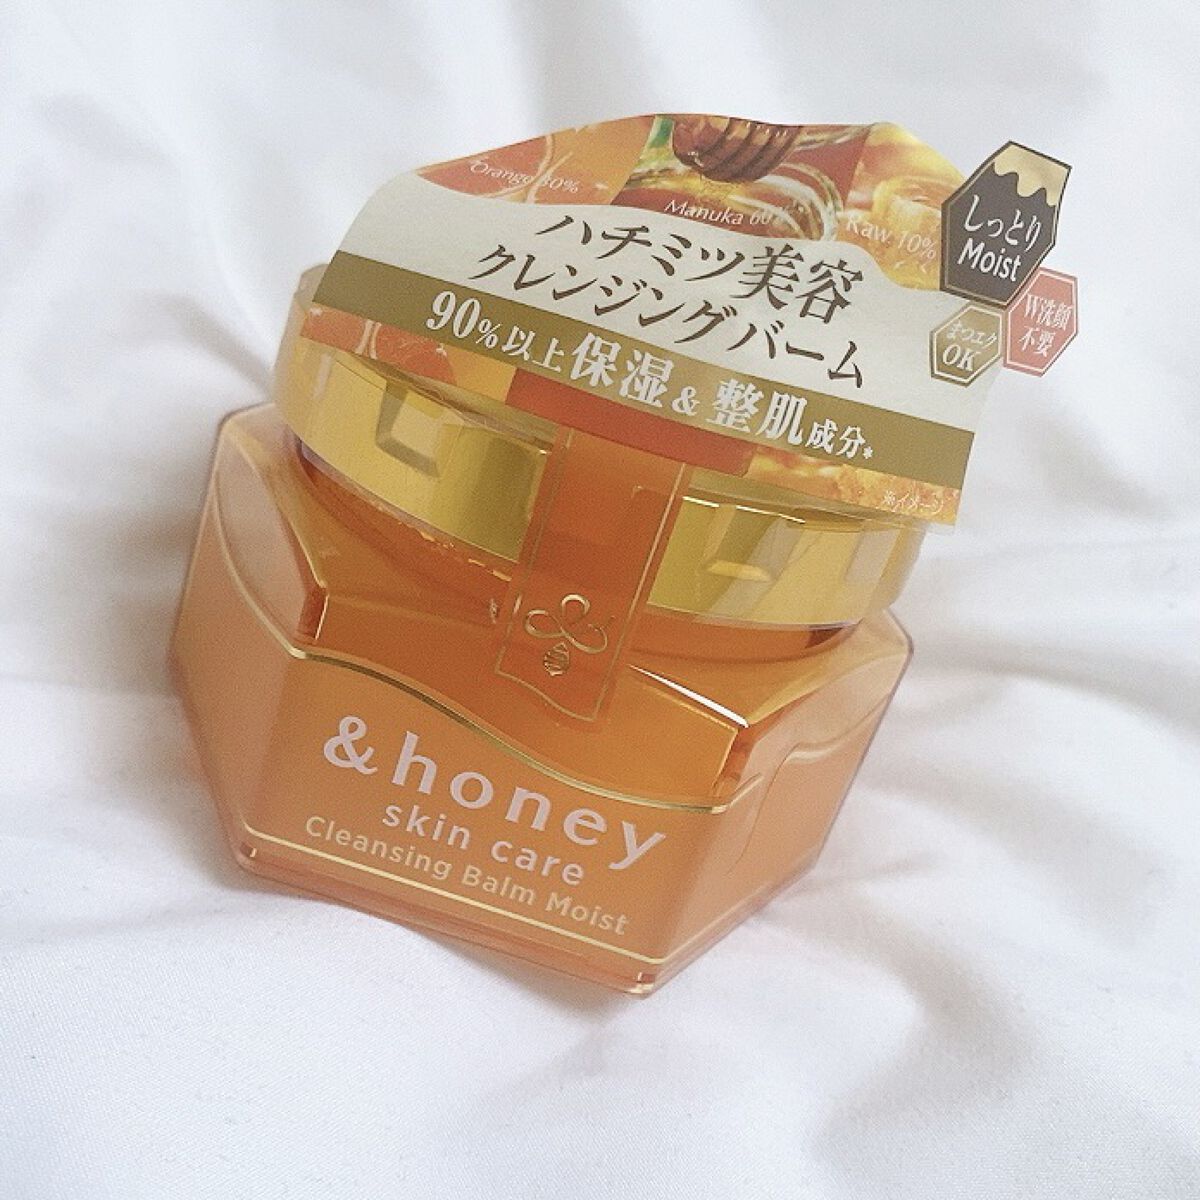 Orange 30%
Manuka 60%
Raw 10%
ハチミツ美容
クレンジングバーム
90%以上保湿&整肌成分*
しっとり
Moist
まつエク
OK
W洗顔
不要
※イメージ
&honey
skin care
Cleansing Balm Moist